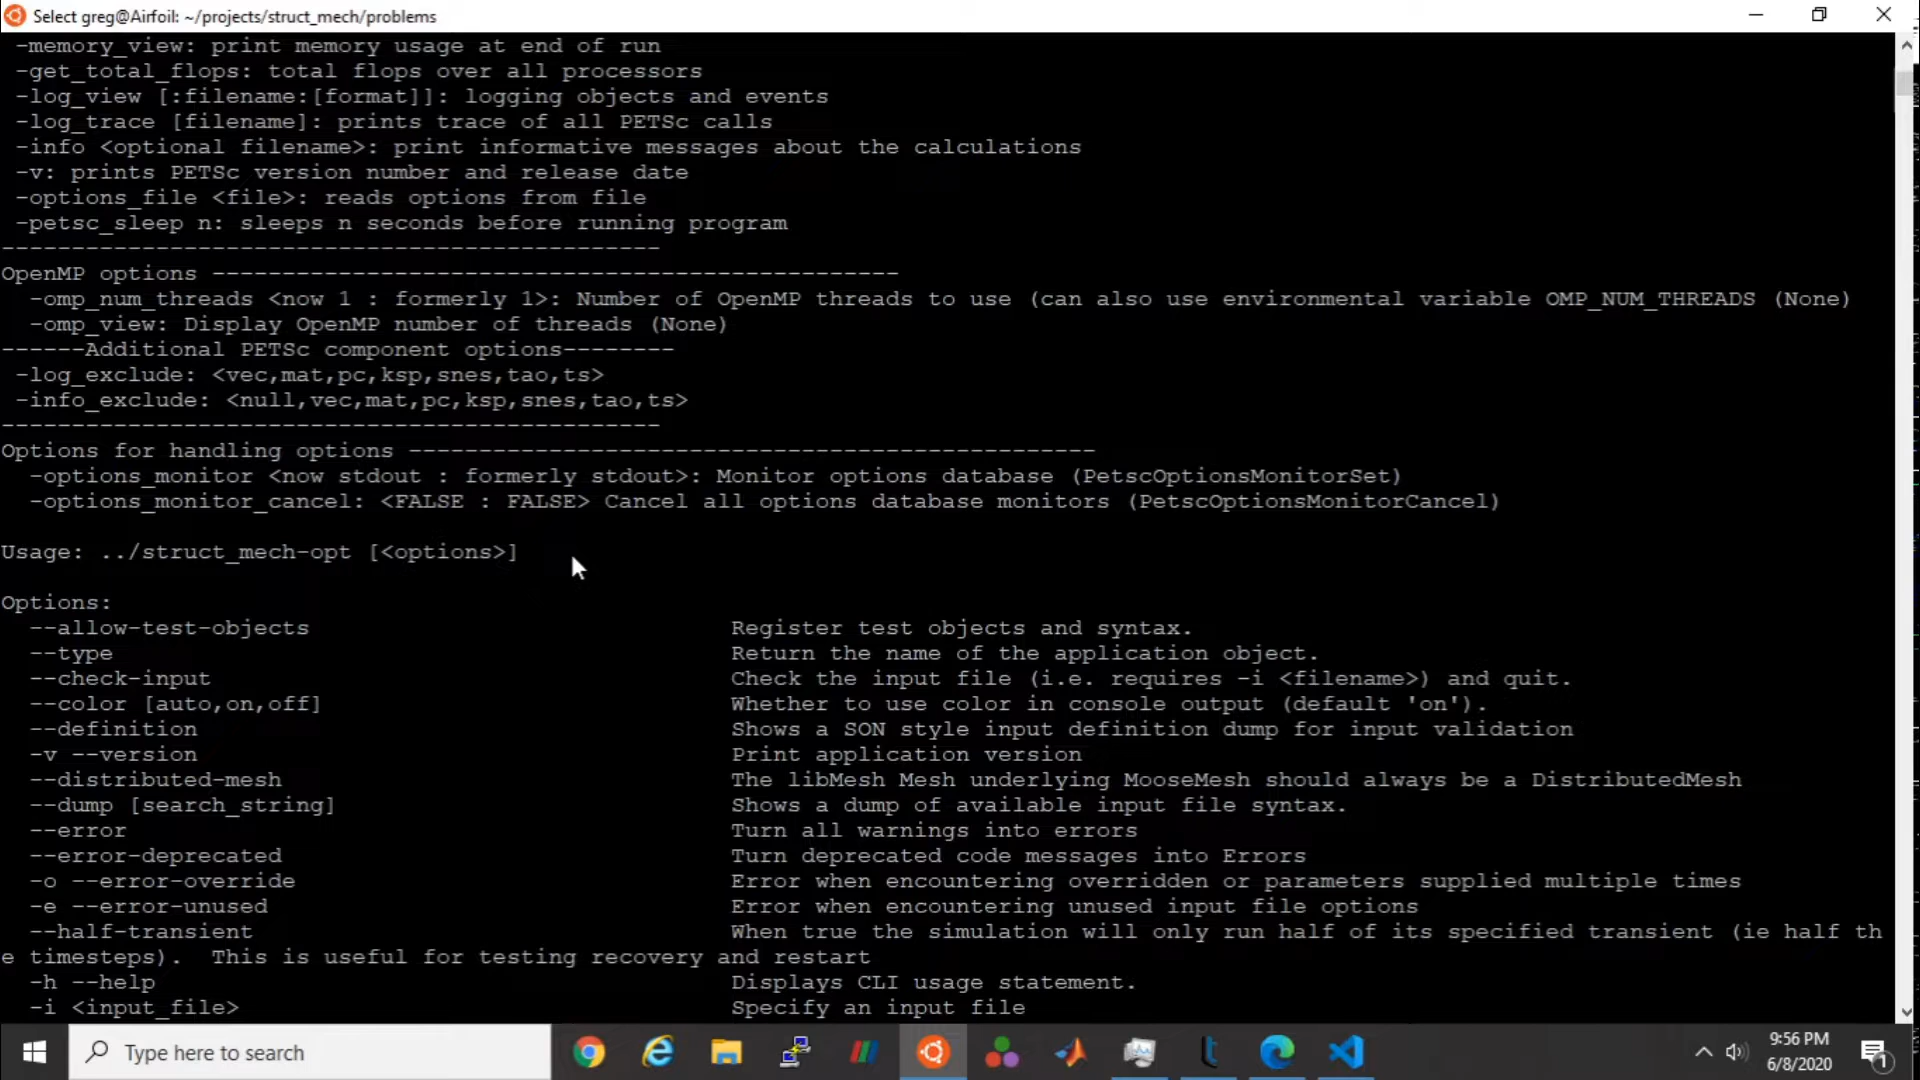 Select greg@Airfoil: ~/projects/struct_mech/problems
-memory_view: print memory usage at end of run
-get_total_flops: total flops over all processors
-log_view [:filename:[format]]: logging objects and events
-log_trace [filename]: prints trace of all PETSc calls
-info <optional filename>: print informative messages about the calculations
-v: prints PETSc version number and release date
-options_file <file>: reads options from file
-petsc_sleep n: sleeps n seconds before running program
-----------------------------------------------
OpenMP options -------------------------------------------------
-omp_num_threads <now 1 : formerly 1>: Number of OpenMP threads to use (can also use environmental variable OMP_NUM_THREADS (None)
-omp_view: Display OpenMP number of threads (None)
------Additional PETSc component options--------
-log_exclude: <vec,mat,pc,ksp,snes,tao,ts>
-info_exclude: <null,vec,mat,pc,ksp,snes,tao,ts>
-----------------------------------------------
Options for handling options -------------------------------------------------
-options_monitor <now stdout : formerly stdout>: Monitor options database (PetscOptionsMonitorSet)
-options_monitor_cancel: <FALSE : FALSE> Cancel all options database monitors (PetscOptionsMonitorCancel)
Usage: ../struct_mech-opt [<options>]
Options:
--allow-test-objects Register test objects and syntax.
--type Return the name of the application object.
--check-input Check the input file (i.e. requires -i <filename>) and quit.
--color [auto,on,off] Whether to use color in console output (default 'on').
--definition Shows a SON style input definition dump for input validation
-v --version Print application version
--distributed-mesh The libMesh Mesh underlying MooseMesh should always be a DistributedMesh
--dump [search_string] Shows a dump of available input file syntax.
--error Turn all warnings into errors
--error-deprecated Turn deprecated code messages into Errors
-o --error-override Error when encountering overridden or parameters supplied multiple times
-e --error-unused Error when encountering unused input file options
--half-transient When true the simulation will only run half of its specified transient (ie half th
e timesteps).  This is useful for testing recovery and restart
-h --help Displays CLI usage statement.
-i <input_file> Specify an input file
Type here to search
9:56 PM
6/8/2020
1